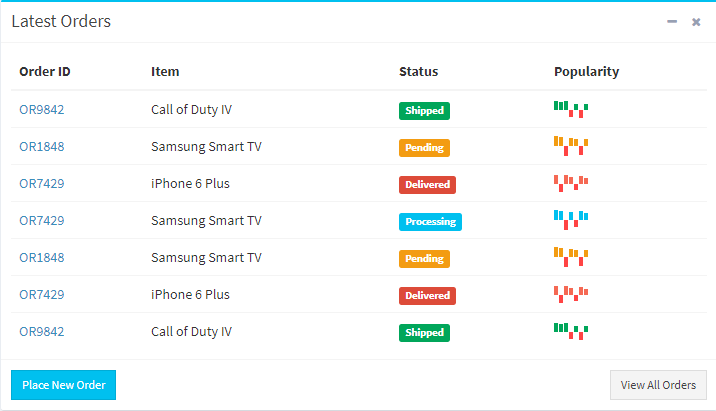 Latest Orders
Order ID Item Status Popularity
OR9842 Call of Duty IV Shipped
OR1848 Samsung Smart TV Pending
OR7429 iPhone 6 Plus Delivered
OR7429 Samsung Smart TV Processing
OR1848 Samsung Smart TV Pending
OR7429 iPhone 6 Plus Delivered
OR9842 Call of Duty IV Shipped
Place New Order View All Orders